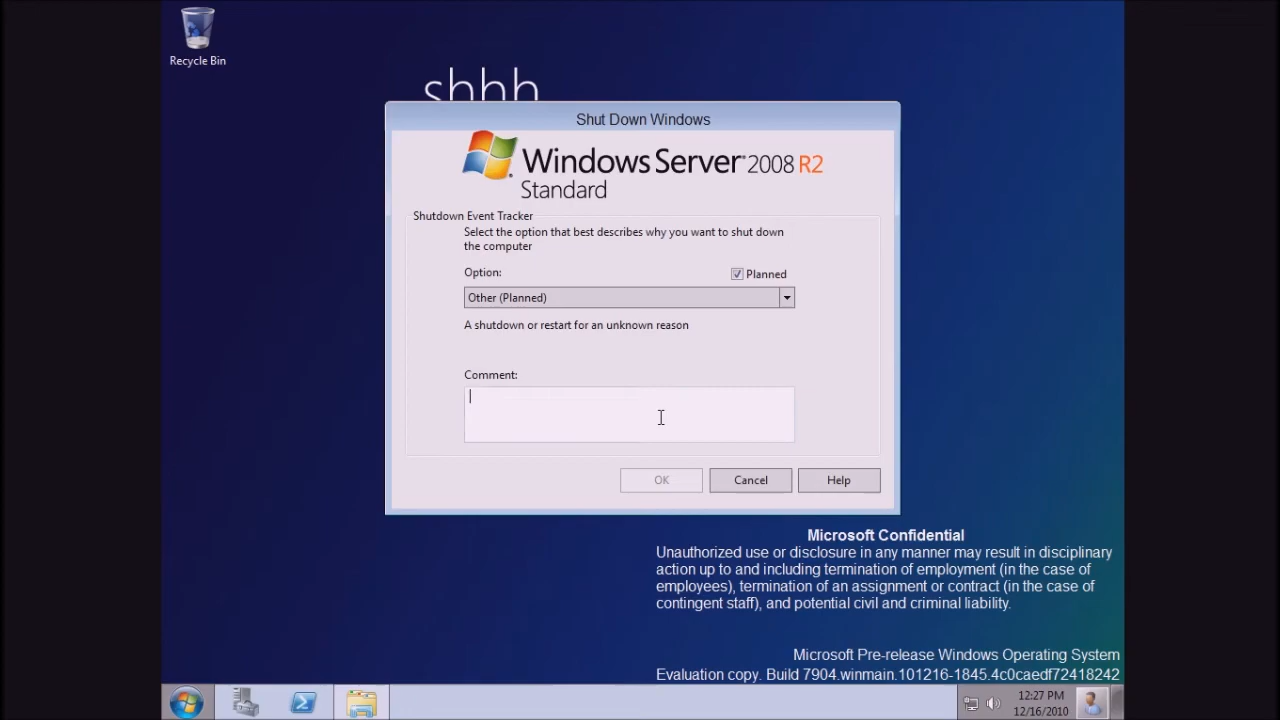 Recycle Bin
shhh
Shut Down Windows
Windows Server 2008 R2
Standard
Shutdown Event Tracker
Select the option that best describes why you want to shut down
the computer
Option:
Planned
Other (Planned)
A shutdown or restart for an unknown reason
Comment:
OK
Cancel
Help
Microsoft Confidential
Unauthorized use or disclosure in any manner may result in disciplinary
action up to and including termination of employment (in the case of
employees), termination of an assignment or contract (in the case of
contingent staff), and potential civil and criminal liability.
Microsoft Pre-release Windows Operating System
Evaluation copy. Build 7904.winmain.101216-1845.4c0caedf72418242
12:27 PM
12/16/2010